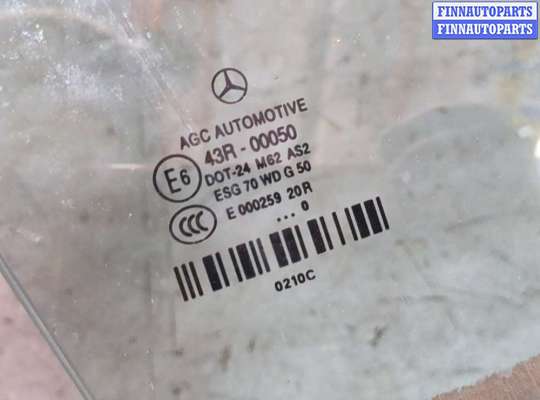 FINNAUTOPARTS
FINNAUTOPARTS
AGC AUTOMOTIVE
43R - 00050
E6
DOT-24 M62 AS2
ESG 70 WD G 50
CCC
E 000259 20R
... 0
0210C